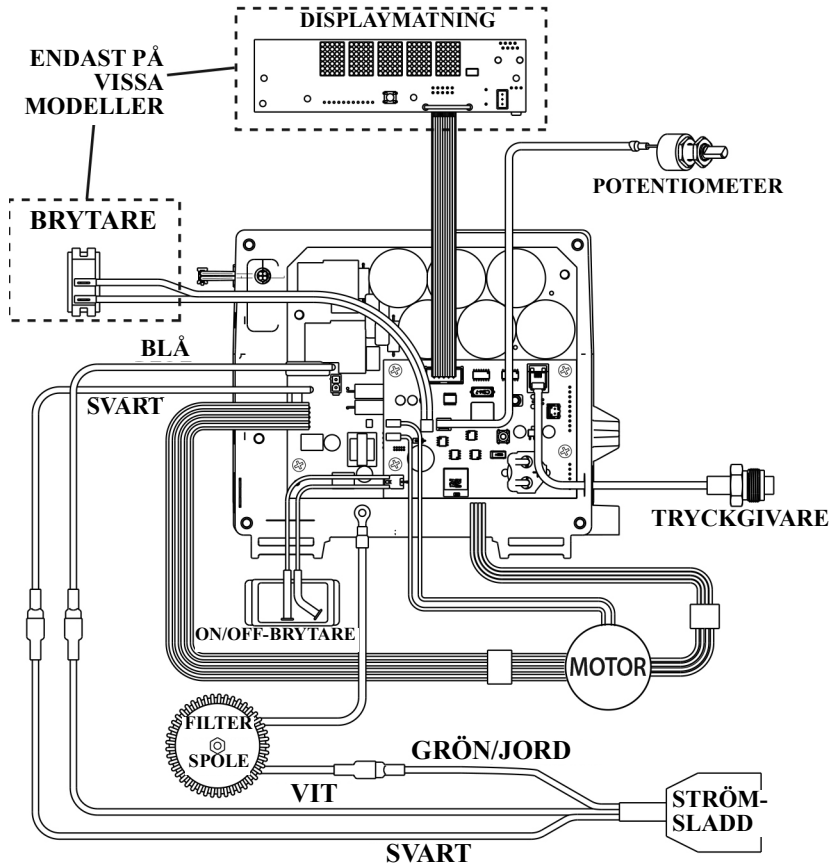 DISPLAYMATNING
ENDAST PÅ
VISSA
MODELLER
POTENTIOMETER
BRYTARE
BLÅ
SVART
TRYCKGIVARE
ON/OFF-BRYTARE
MOTOR
FILTER
SPOLE
GRÖN/JORD
VIT
STRÖM-
SLADD
SVART